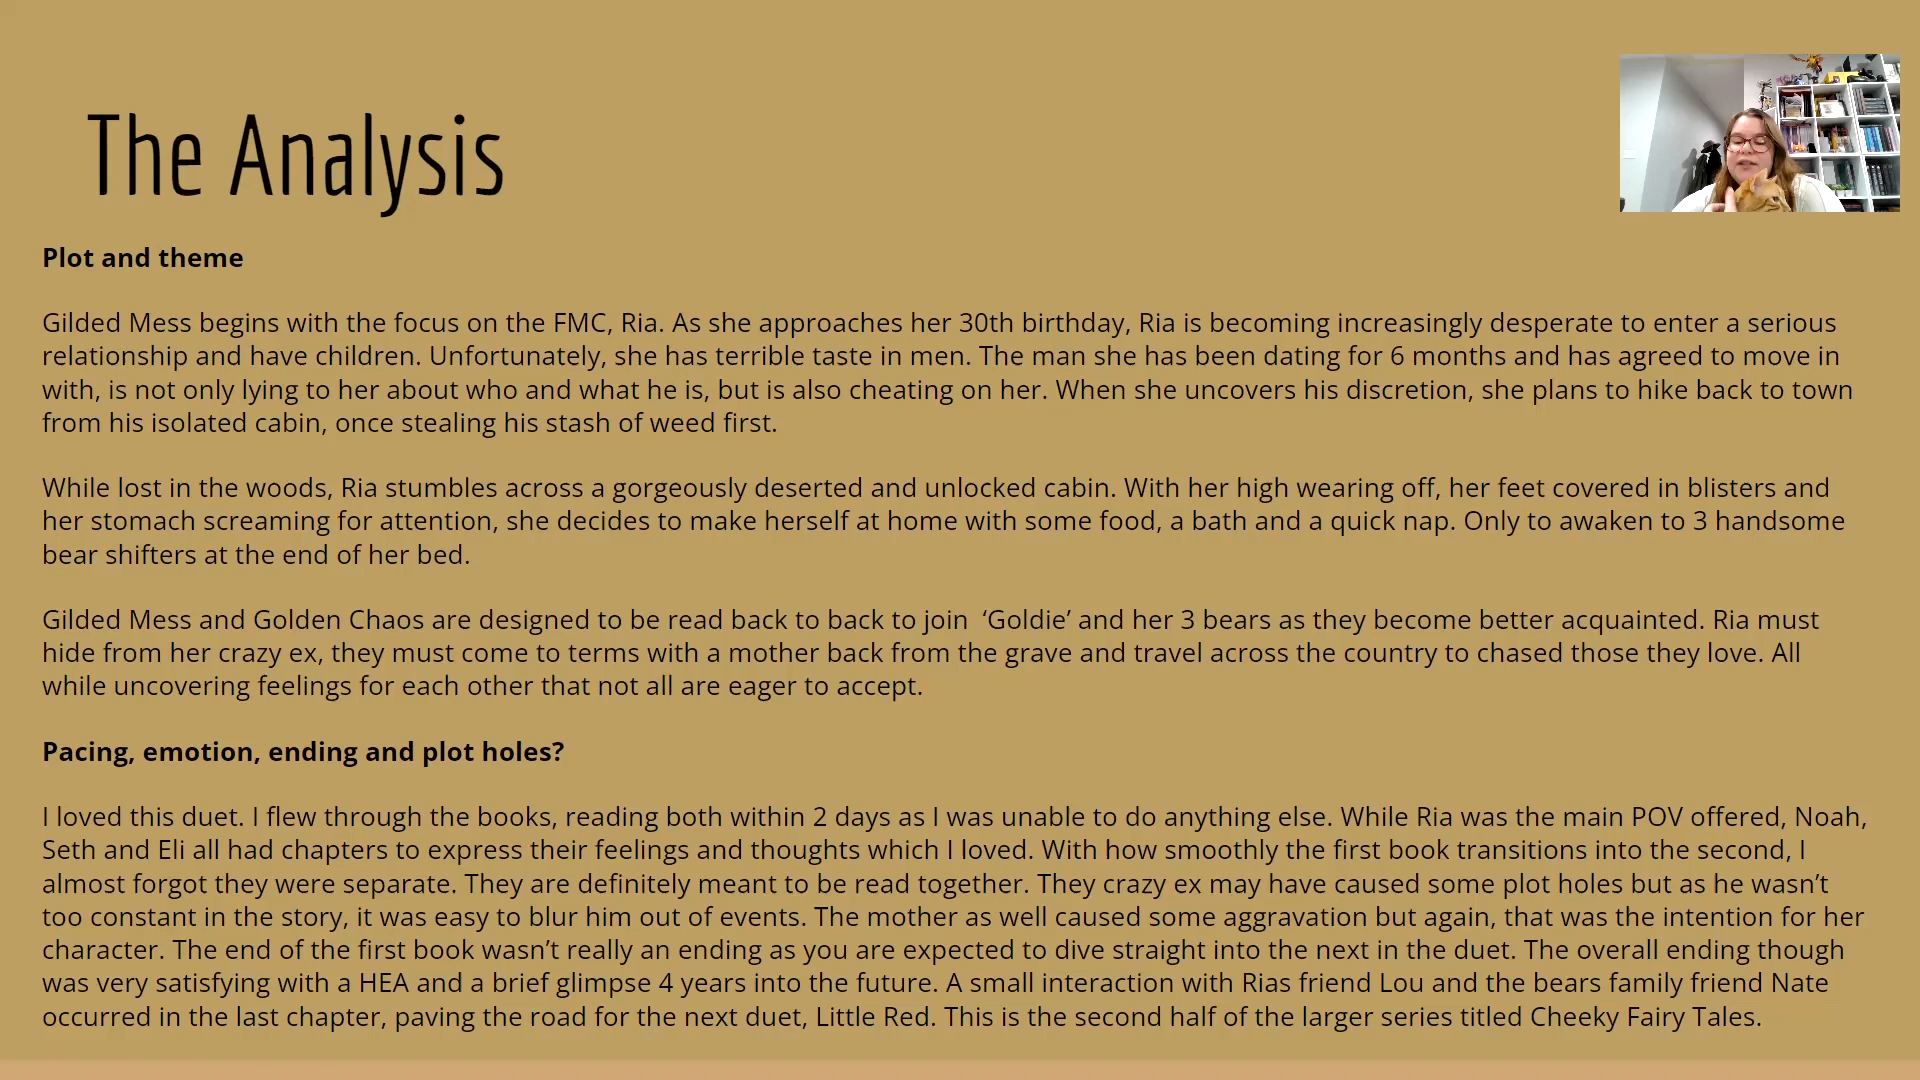 The Analysis
Plot and theme
Gilded Mess begins with the focus on the FMC, Ria. As she approaches her 30th birthday, Ria is becoming increasingly desperate to enter a serious
relationship and have children. Unfortunately, she has terrible taste in men. The man she has been dating for 6 months and has agreed to move in
with, is not only lying to her about who and what he is, but is also cheating on her. When she uncovers his discretion, she plans to hike back to town
from his isolated cabin, once stealing his stash of weed first.
While lost in the woods, Ria stumbles across a gorgeously deserted and unlocked cabin. With her high wearing off, her feet covered in blisters and
her stomach screaming for attention, she decides to make herself at home with some food, a bath and a quick nap. Only to awaken to 3 handsome
bear shifters at the end of her bed.
Gilded Mess and Golden Chaos are designed to be read back to back to join  ‘Goldie’ and her 3 bears as they become better acquainted. Ria must
hide from her crazy ex, they must come to terms with a mother back from the grave and travel across the country to chased those they love. All
while uncovering feelings for each other that not all are eager to accept.
Pacing, emotion, ending and plot holes?
I loved this duet. I flew through the books, reading both within 2 days as I was unable to do anything else. While Ria was the main POV offered, Noah,
Seth and Eli all had chapters to express their feelings and thoughts which I loved. With how smoothly the first book transitions into the second, I
almost forgot they were separate. They are definitely meant to be read together. They crazy ex may have caused some plot holes but as he wasn’t
too constant in the story, it was easy to blur him out of events. The mother as well caused some aggravation but again, that was the intention for her
character. The end of the first book wasn’t really an ending as you are expected to dive straight into the next in the duet. The overall ending though
was very satisfying with a HEA and a brief glimpse 4 years into the future. A small interaction with Rias friend Lou and the bears family friend Nate
occurred in the last chapter, paving the road for the next duet, Little Red. This is the second half of the larger series titled Cheeky Fairy Tales.